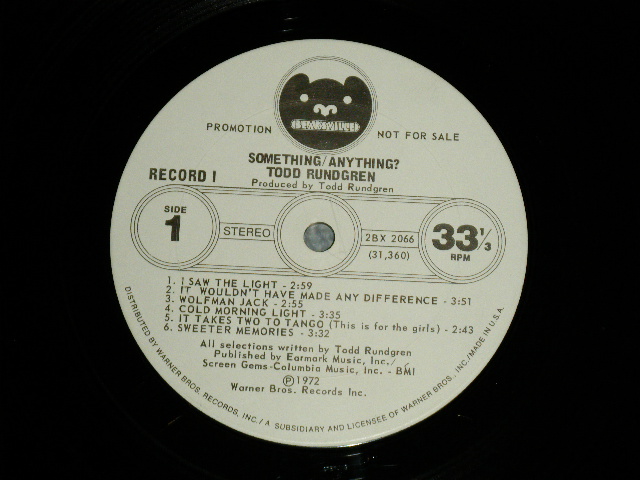 BEARSVILLE
PROMOTION NOT FOR SALE
SOMETHING/ANYTHING?
TODD RUNDGREN
Produced by Todd Rundgren
RECORD 1
SIDE
1
STEREO
2BX 2066
(31,360)
33 1/3
RPM
1. I SAW THE LIGHT - 2:59
2. IT WOULDN'T HAVE MADE ANY DIFFERENCE - 3:51
3. WOLFMAN JACK - 2:55
4. COLD MORNING LIGHT - 3:35
5. IT TAKES TWO TO TANGO (This is for the girls) - 2:43
6. SWEETER MEMORIES - 3:32
All selections written by Todd Rundgren
Published by Earmark Music, Inc./
Screen Gems-Columbia Music, Inc. - BMI
Ⓟ1972
Warner Bros. Records Inc.
DISTRIBUTED BY WARNER BROS. RECORDS, INC./A SUBSIDIARY AND LICENSEE OF WARNER BROS. INC./MADE IN U.S.A.